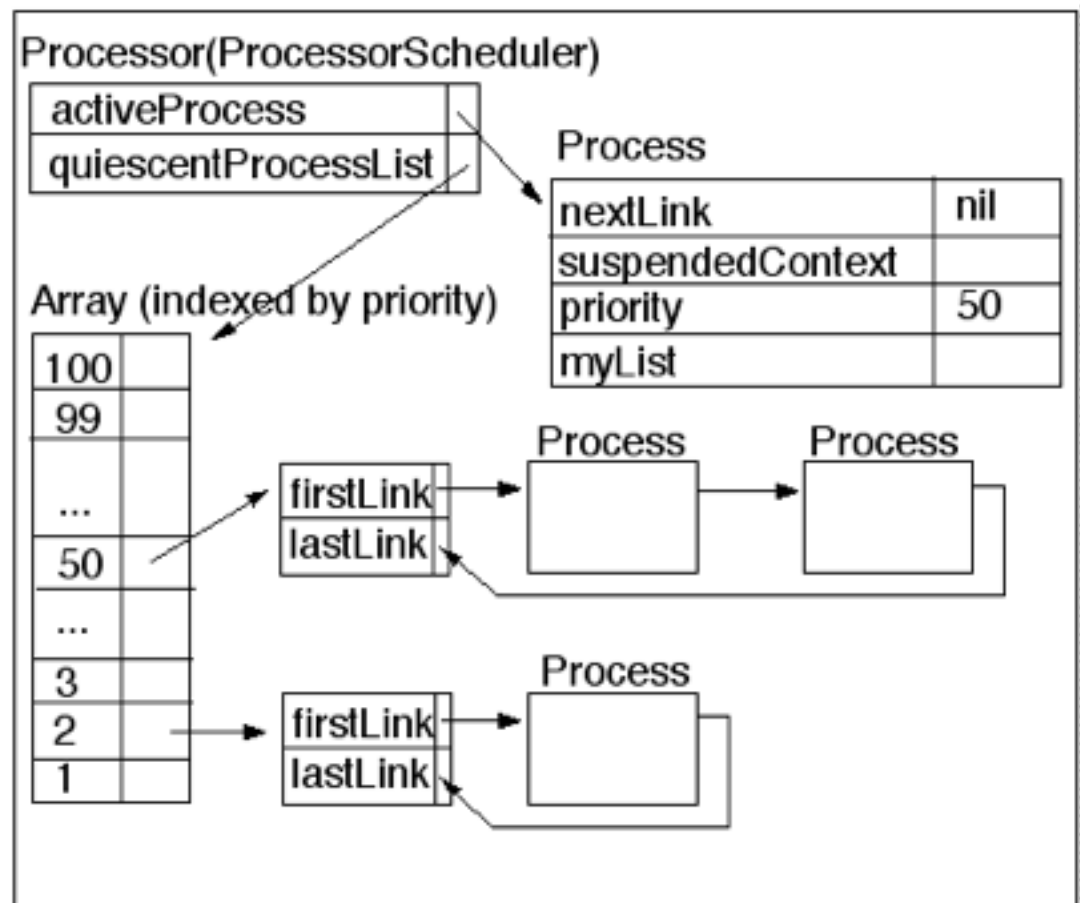 Processor(ProcessorScheduler)
activeProcess
quiescentProcessList
Process
nextLink nil
suspendedContext
priority 50
myList
Array (indexed by priority)
100
99
...
50
...
3
2
1
Process Process
firstLink
lastLink
Process
firstLink
lastLink